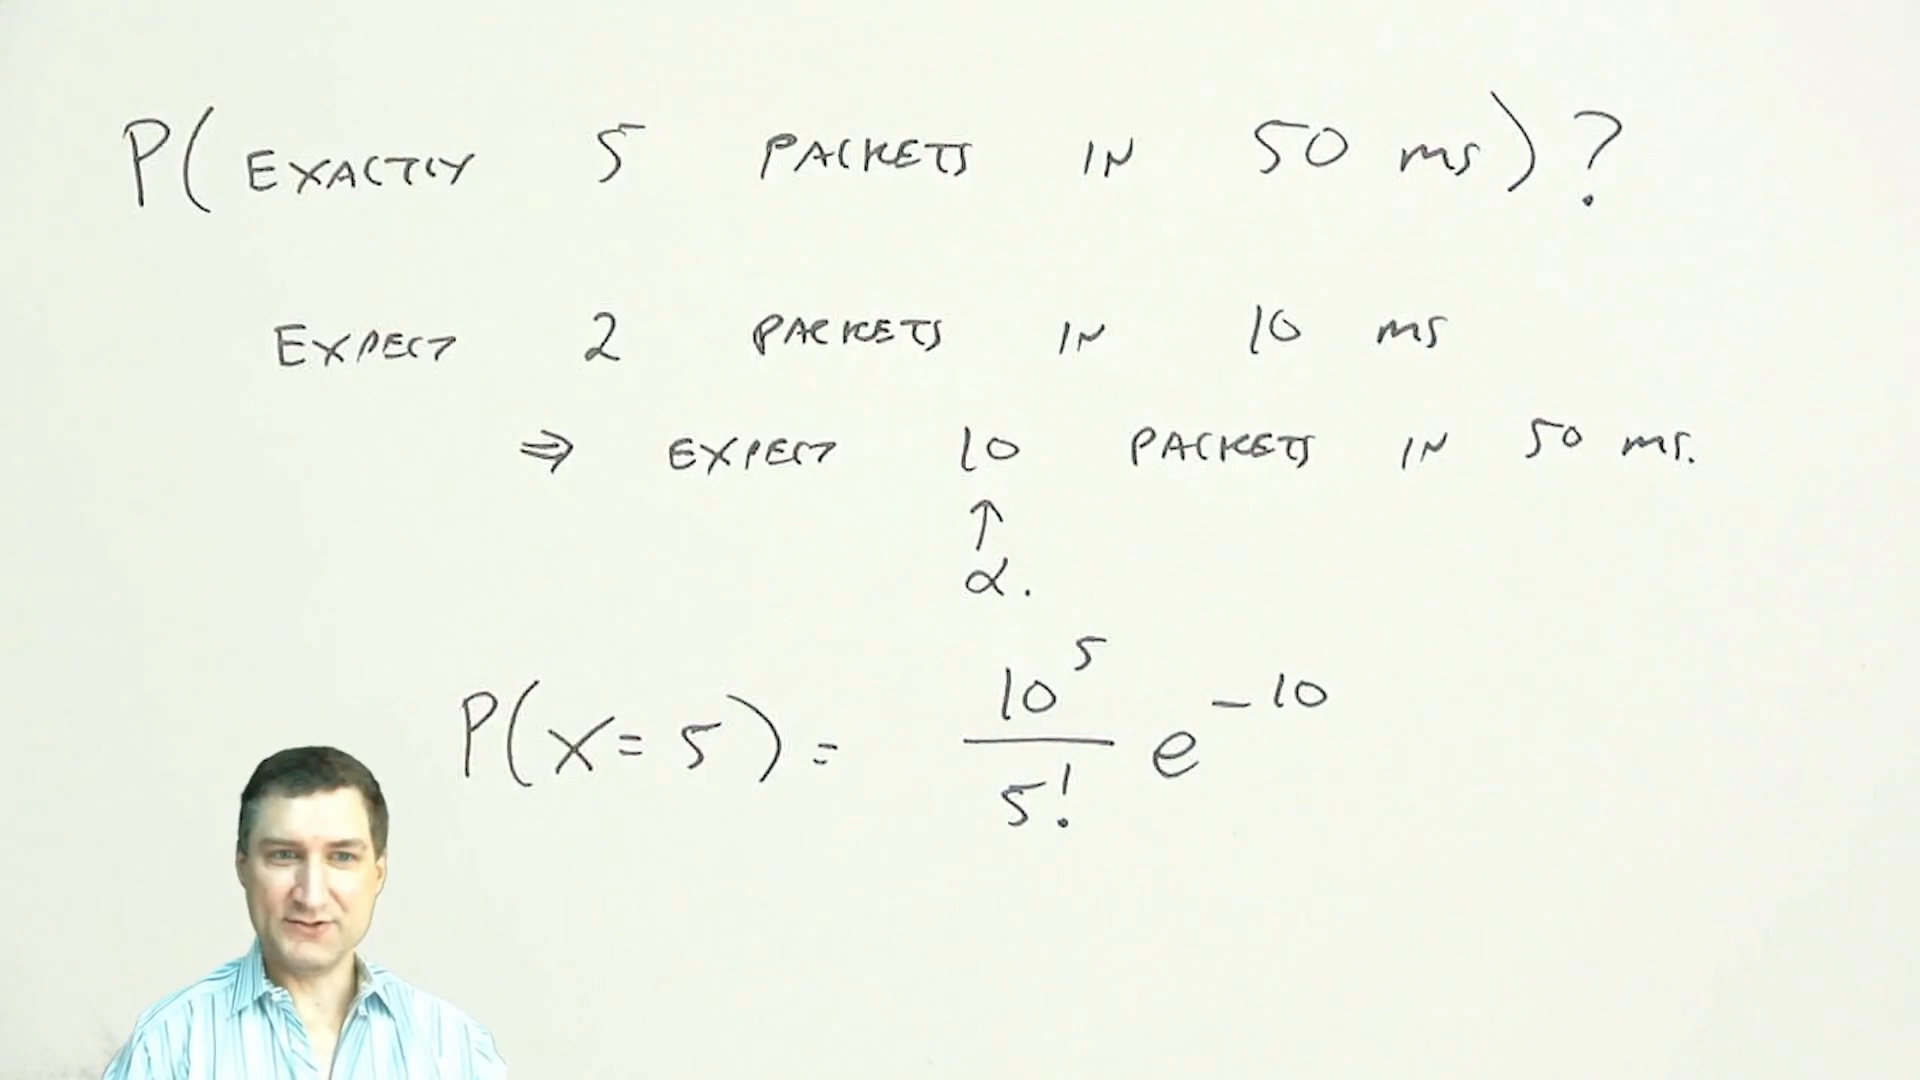 P( EXACTLY 5 PACKETS IN 50 ms)?
EXPECT 2 PACKETS IN 10 ms
⇒ EXPECT 10 PACKETS IN 50 ms.
↑
α.
P(X=5) = 10^5 / 5! e^-10